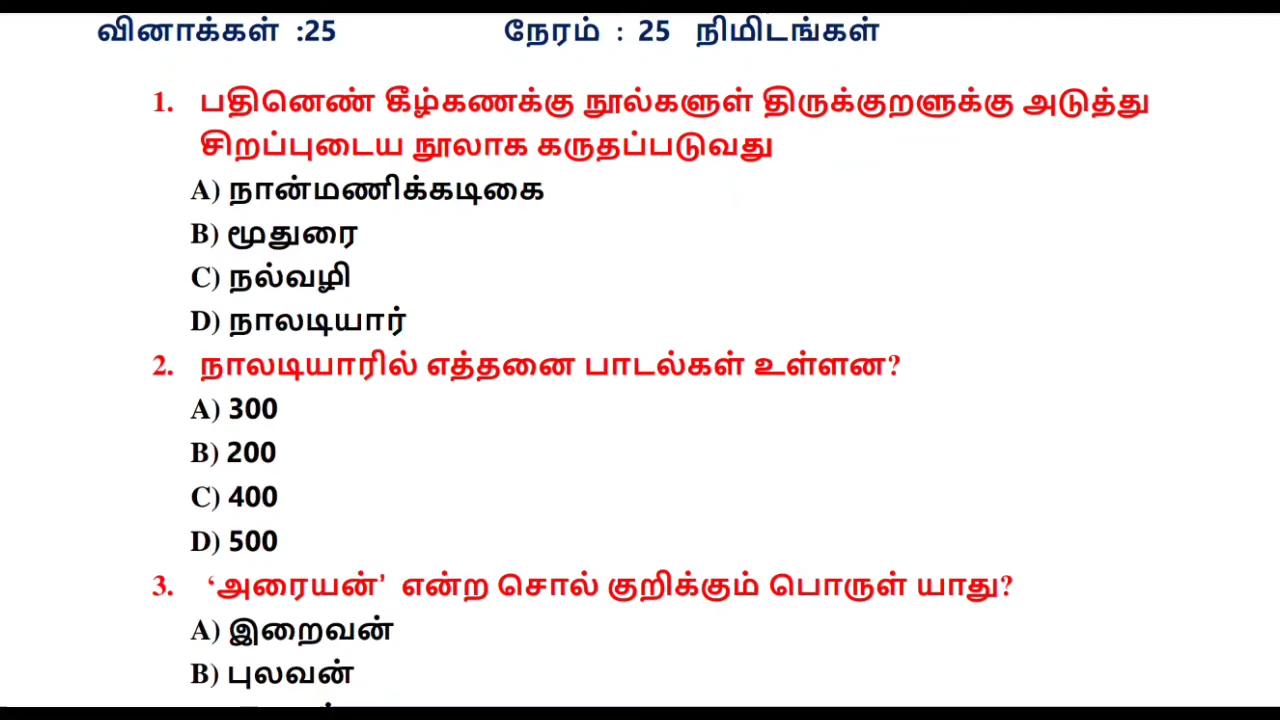 வினாக்கள் :25 நேரம் : 25 நிமிடங்கள்
1. பதினெண் கீழ்கணக்கு நூல்களுள் திருக்குறளுக்கு அடுத்து
சிறப்புடைய நூலாக கருதப்படுவது
A) நான்மணிக்கடிகை
B) மூதுரை
C) நல்வழி
D) நாலடியார்
2. நாலடியாரில் எத்தனை பாடல்கள் உள்ளன?
A) 300
B) 200
C) 400
D) 500
3. ‘அரையன்’ என்ற சொல் குறிக்கும் பொருள் யாது?
A) இறைவன்
B) புலவன்